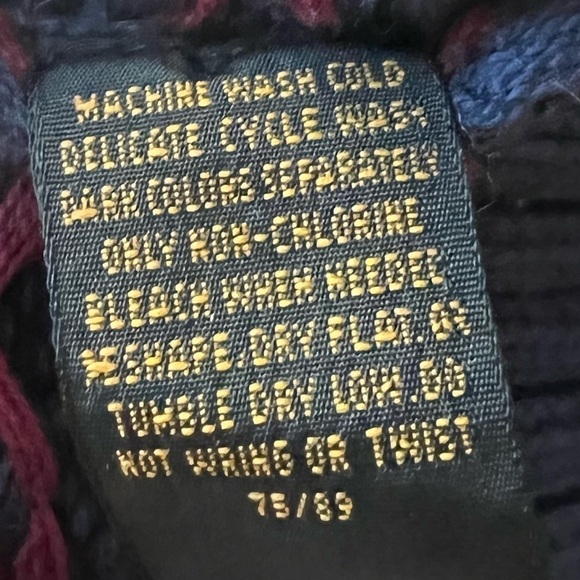 MACHINE WASH COLD
DELICATE CYCLE.WASH
DARK COLORS SEPARATELY
ONLY NON-CHLORINE
BLEACH WHEN NEEDED
RESHAPE.DRY FLAT.OR
TUMBLE DRY LOW.DO
NOT WRING OR TWIST
75/89